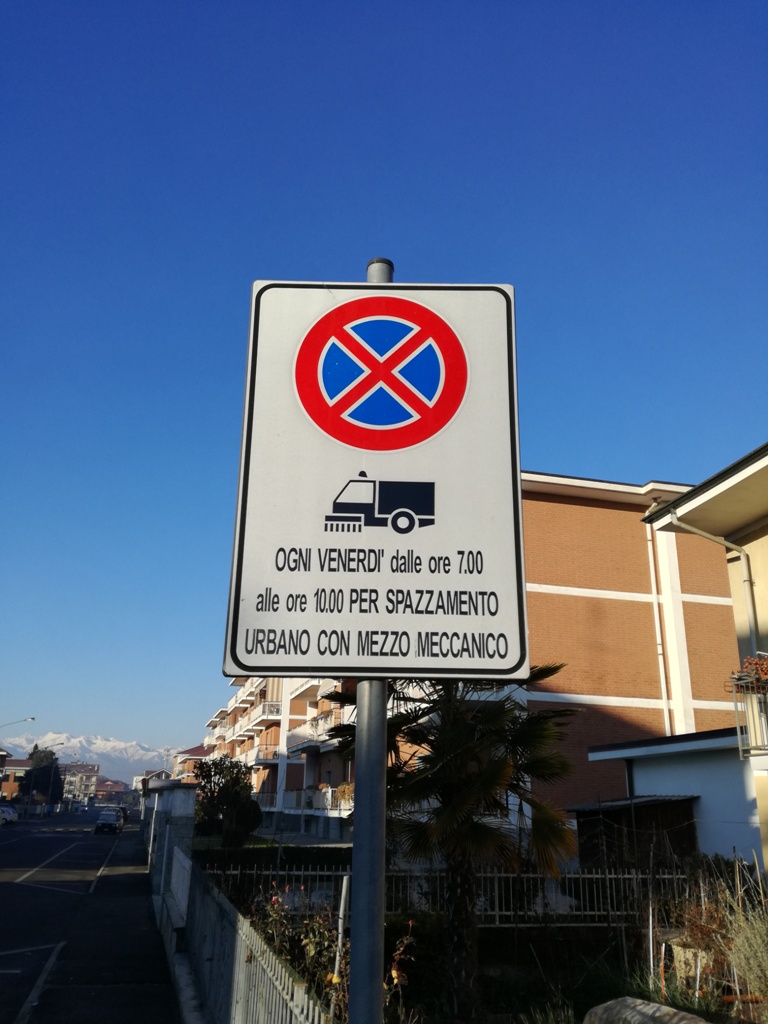 OGNI VENERDI' dalle ore 7.00
alle ore 10.00 PER SPAZZAMENTO
URBANO CON MEZZO MECCANICO